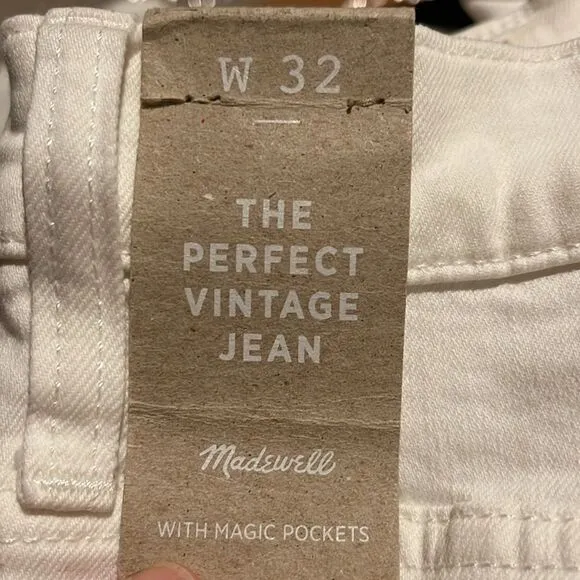 W 32
THE
PERFECT
VINTAGE
JEAN
Madewell
WITH MAGIC POCKETS